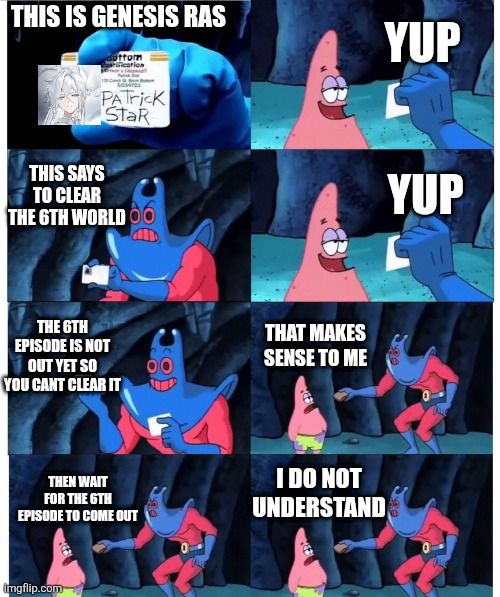 THIS IS GENESIS RAS
YUP
PATRICK
STAR
THIS SAYS
TO CLEAR
THE 6TH WORLD
YUP
THE 6TH
EPISODE IS NOT
OUT YET SO
YOU CANT CLEAR IT
THAT MAKES
SENSE TO ME
THEN WAIT
FOR THE 6TH
EPISODE TO COME OUT
I DO NOT
UNDERSTAND
imgflip.com